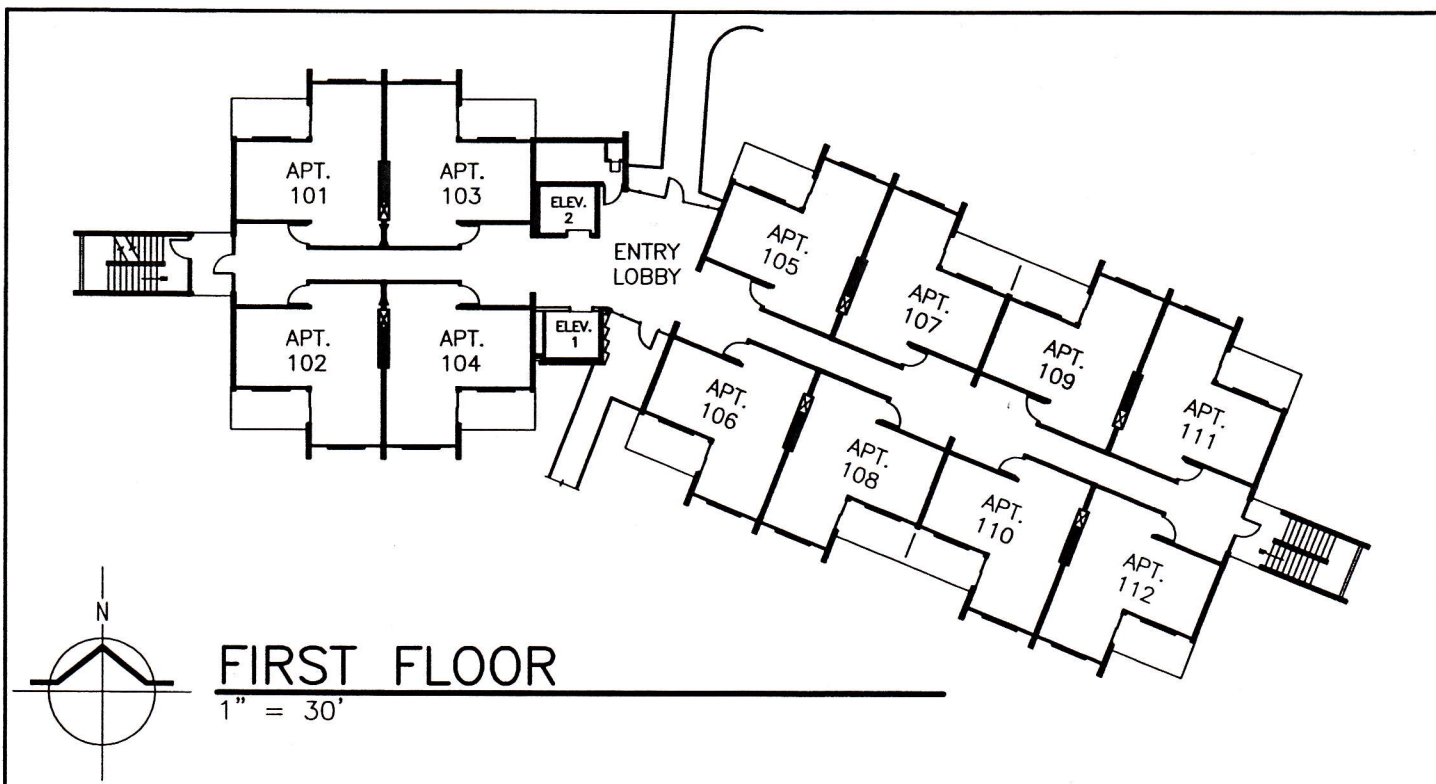 APT.
101
APT.
103
ELEV.
2
ENTRY
LOBBY
APT.
105
APT.
107
APT.
109
APT.
111
APT.
102
APT.
104
ELEV.
1
APT.
106
APT.
108
APT.
110
APT.
112
N
FIRST FLOOR
1" = 30'